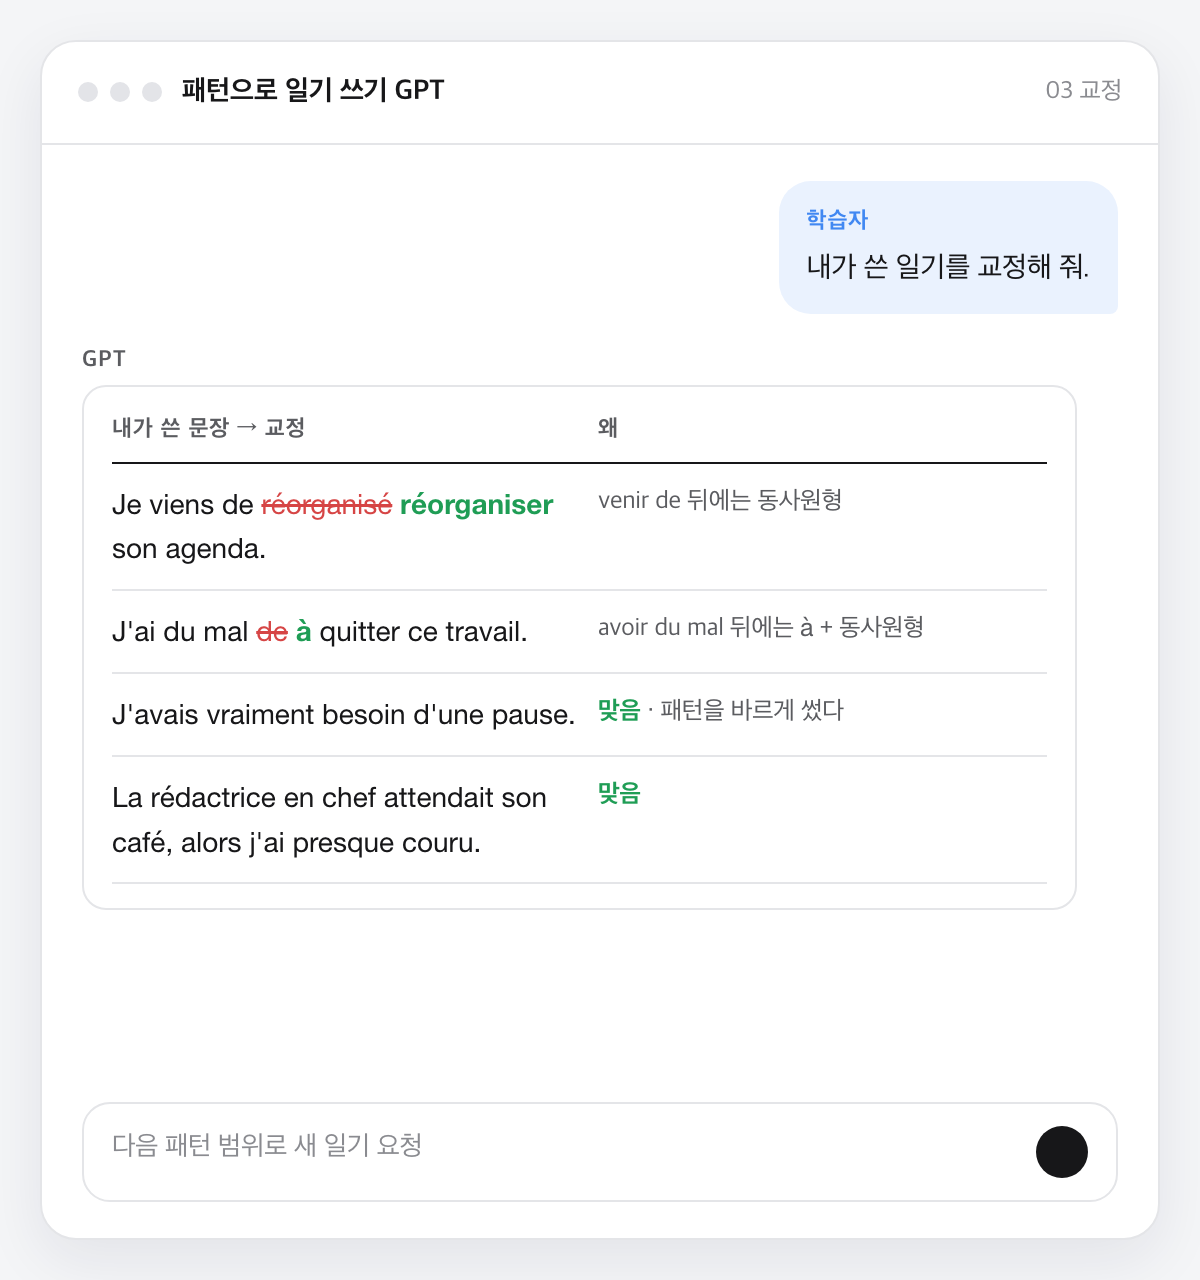 패턴으로 일기 쓰기 GPT
03 교정
학습자
내가 쓴 일기를 교정해 줘.
GPT
내가 쓴 문장 → 교정
왜
Je viens de réorganisé réorganiser
son agenda.
venir de 뒤에는 동사원형
J'ai du mal de à quitter ce travail.
avoir du mal 뒤에는 à + 동사원형
J'avais vraiment besoin d'une pause.
맞음 · 패턴을 바르게 썼다
La rédactrice en chef attendait son
café, alors j'ai presque couru.
맞음
다음 패턴 범위로 새 일기 요청